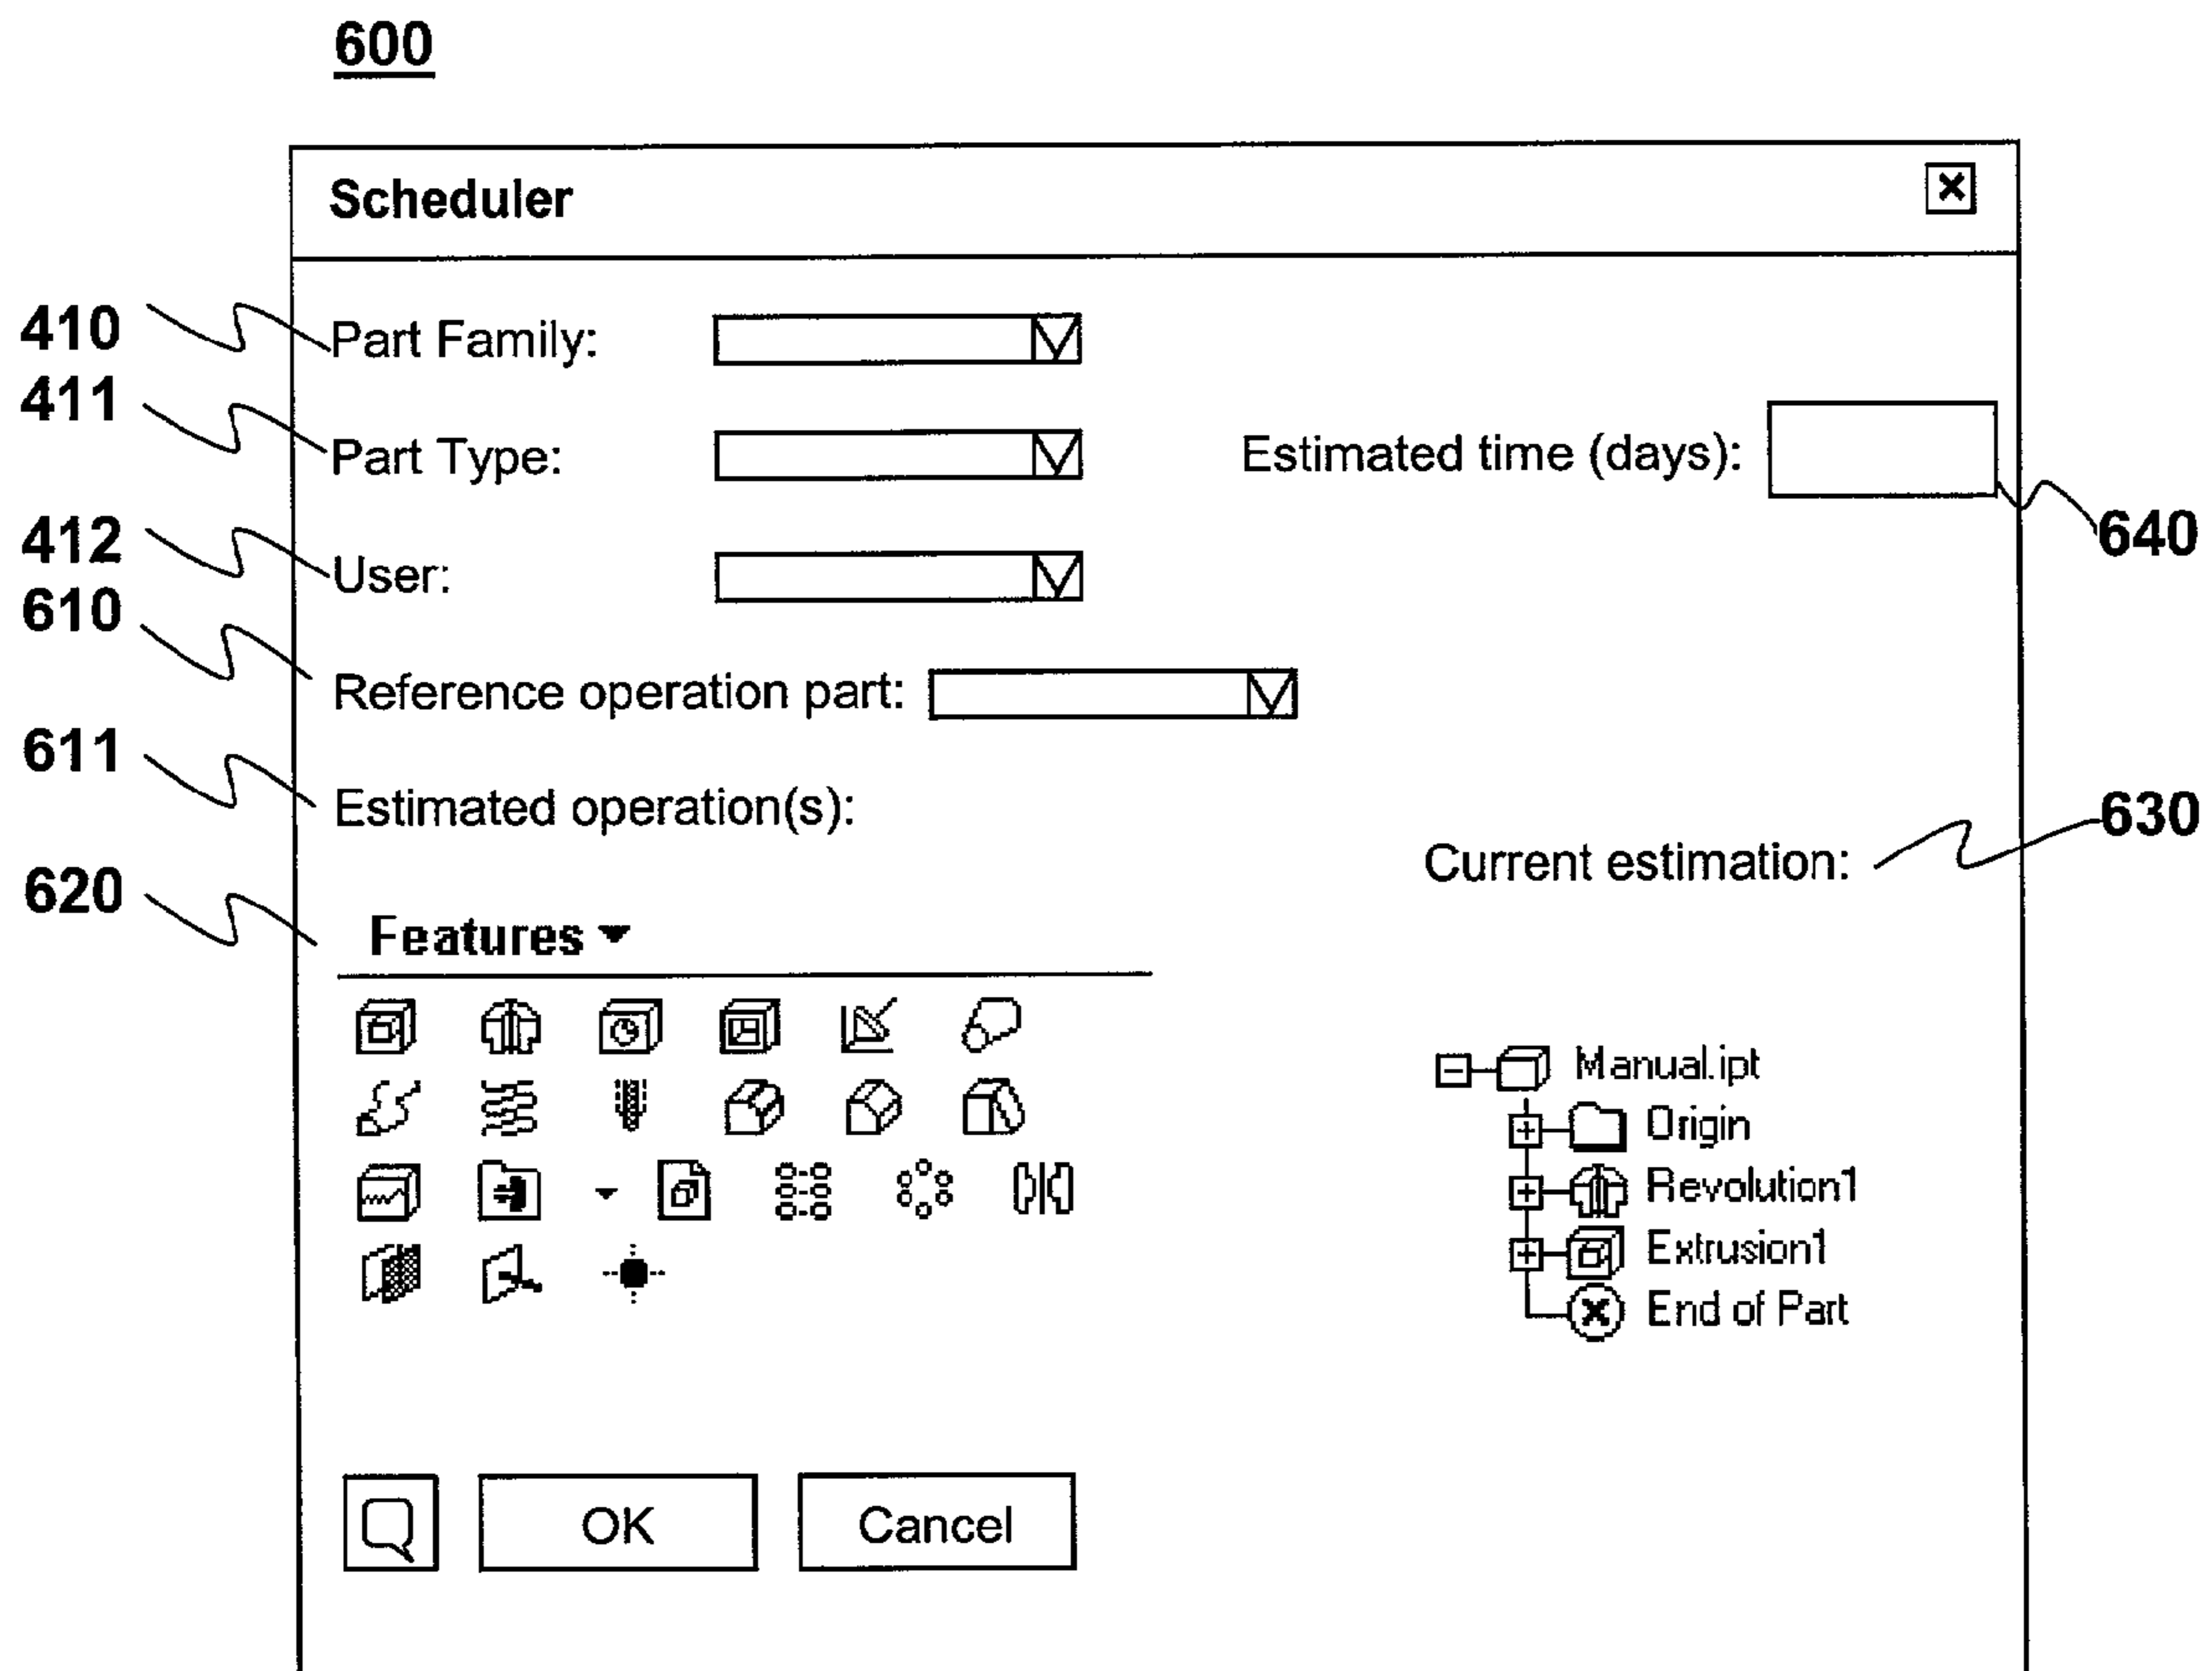 600
Scheduler
410
Part Family:
411
Part Type:
Estimated time (days):
640
412
User:
610
Reference operation part:
611
Estimated operation(s):
630
Current estimation:
620
Features
Manual.ipt
Origin
Revolution1
Extrusion1
End of Part
OK
Cancel